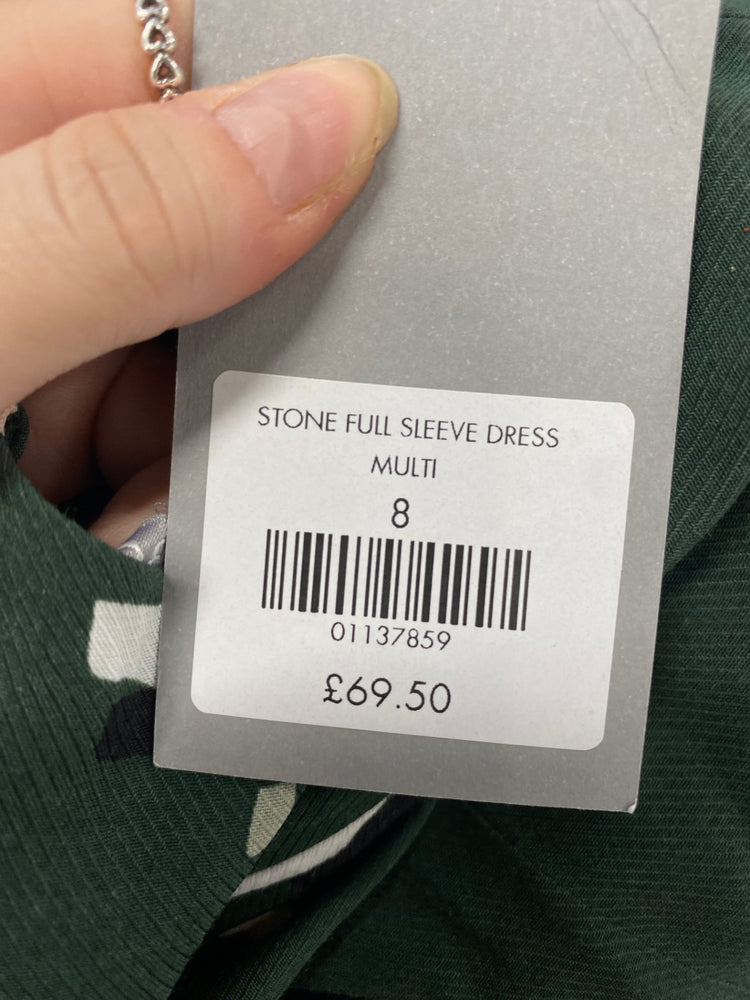 STONE FULL SLEEVE DRESS
MULTI
8
01137859
£69.50